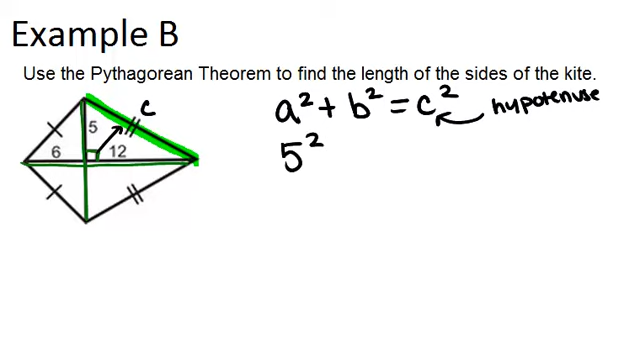 Example B
Use the Pythagorean Theorem to find the length of the sides of the kite.
a² + b² = c²
hypotenuse
5²
c
5
6
12